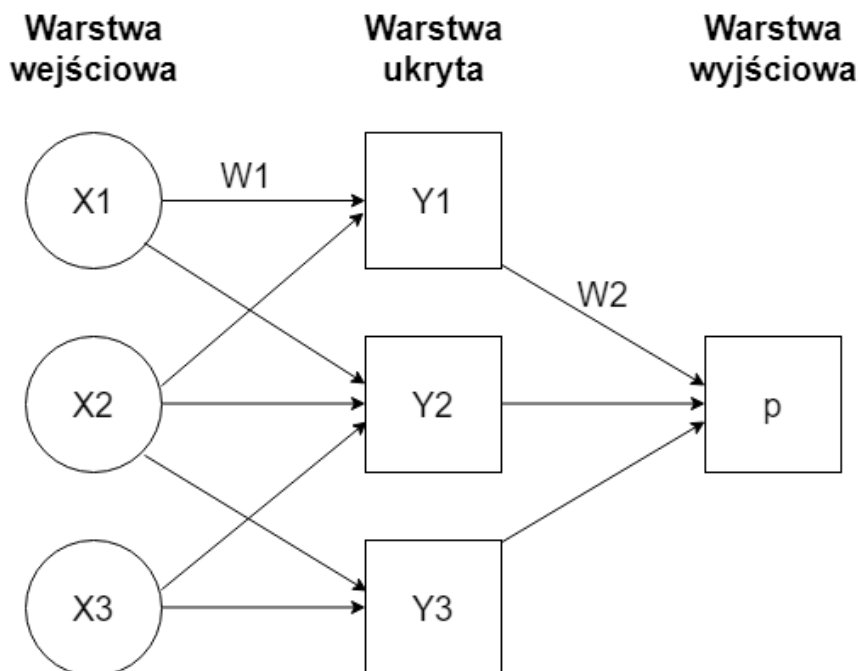 Warstwa
wejściowa
Warstwa
ukryta
Warstwa
wyjściowa
X1
W1
Y1
W2
X2
Y2
p
X3
Y3